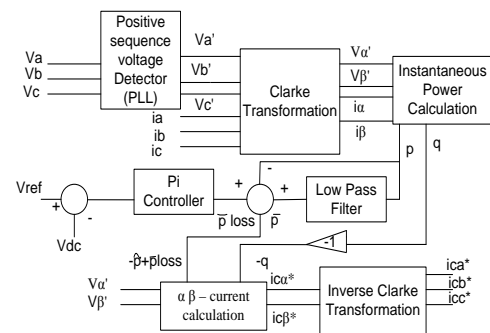 Positive
sequence
voltage
Detector
(PLL)
Va
Vb
Vc
Va'
Vb'
Vc'
ia
ib
ic
Clarke
Transformation
Vα'
Vβ'
iα
iβ
Instantaneous
Power
Calculation
p
q
-
Vref
+
-
Vdc
Pi
Controller
+
p̅ loss
+
p̅
Low Pass
Filter
-1
-p̂+p̅loss
-q
Vα'
Vβ'
α β – current
calculation
icα*
icβ*
Inverse Clarke
Transformation
ica*
icb*
icc*